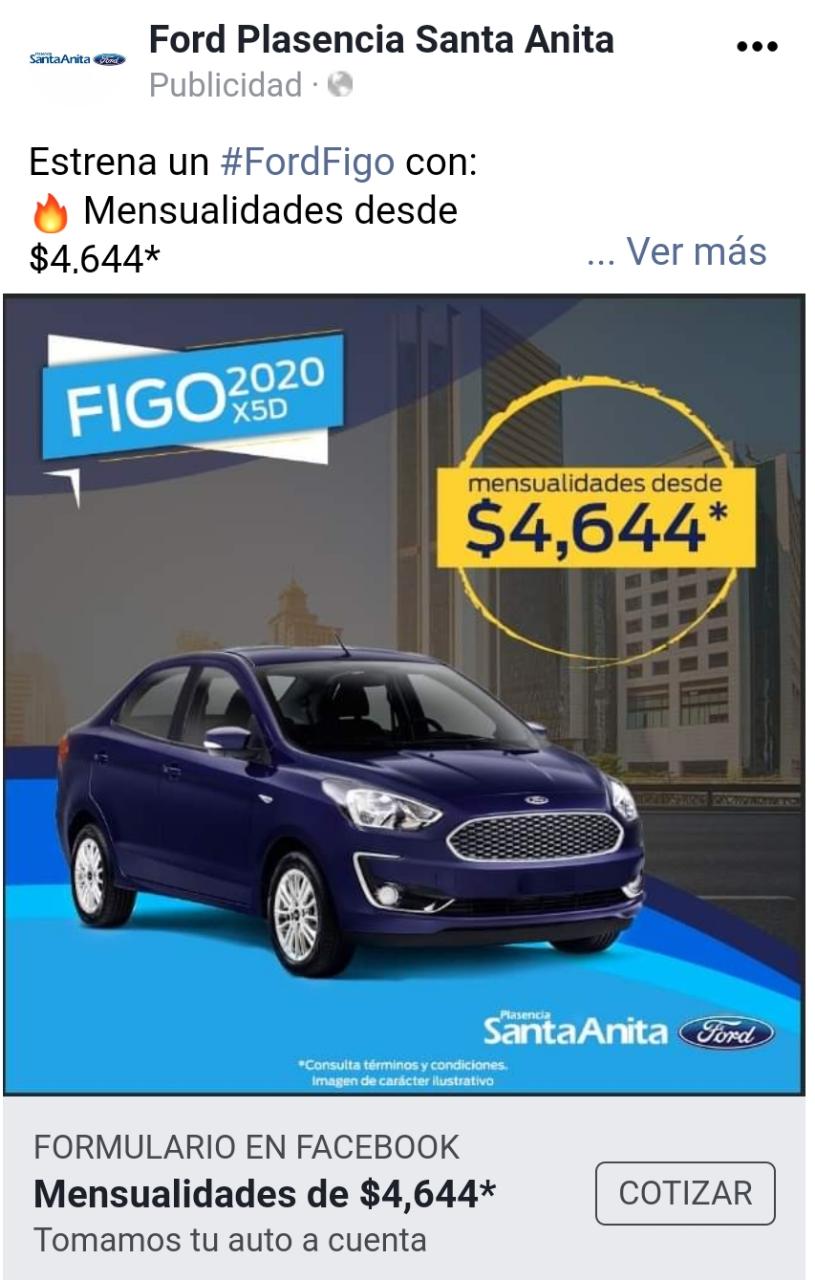 Plasencia
SantaAnita Ford
Ford Plasencia Santa Anita
Publicidad ·
Estrena un #FordFigo con:
🔥 Mensualidades desde
$4,644* ... Ver más
FIGO 2020
X5D
mensualidades desde
$4,644*
Plasencia
SantaAnita Ford
*Consulta términos y condiciones.
Imagen de carácter ilustrativo
FORMULARIO EN FACEBOOK
Mensualidades de $4,644*
COTIZAR
Tomamos tu auto a cuenta